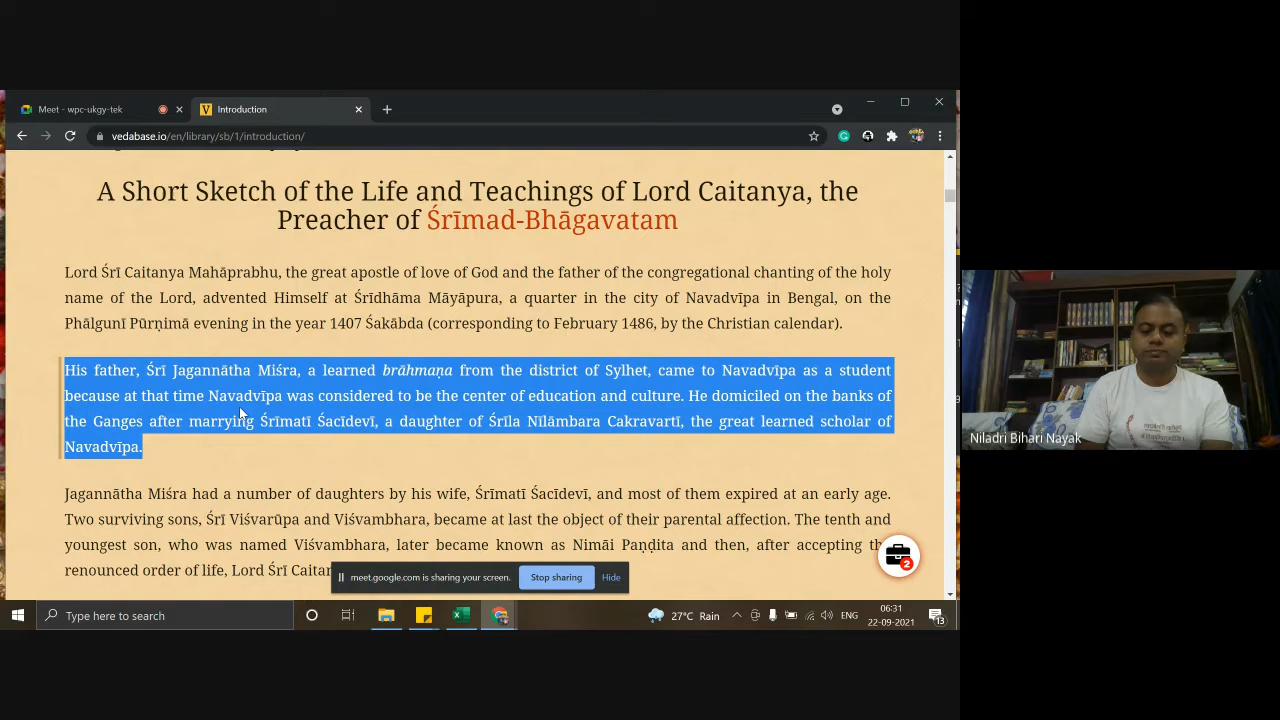 Meet - wpc-ukgy-tek
Introduction
vedabase.io/en/library/sb/1/introduction/
A Short Sketch of the Life and Teachings of Lord Caitanya, the
Preacher of Śrīmad-Bhāgavatam
Lord Śrī Caitanya Mahāprabhu, the great apostle of love of God and the father of the congregational chanting of the holy
name of the Lord, advented Himself at Śrīdhāma Māyāpura, a quarter in the city of Navadvīpa in Bengal, on the
Phālgunī Pūrṇimā evening in the year 1407 Śakābda (corresponding to February 1486, by the Christian calendar).
His father, Śrī Jagannātha Miśra, a learned brāhmaṇa from the district of Sylhet, came to Navadvīpa as a student
because at that time Navadvīpa was considered to be the center of education and culture. He domiciled on the banks of
the Ganges after marrying Śrīmatī Śacīdevī, a daughter of Śrīla Nīlāmbara Cakravartī, the great learned scholar of
Navadvīpa.
Jagannātha Miśra had a number of daughters by his wife, Śrīmatī Śacīdevī, and most of them expired at an early age.
Two surviving sons, Śrī Viśvarūpa and Viśvambhara, became at last the object of their parental affection. The tenth and
youngest son, who was named Viśvambhara, later became known as Nimāi Paṇḍita and then, after accepting
renounced order of life, Lord Śrī
2
meet.google.com is sharing your screen.
Stop sharing
Hide
Type here to search
27°C Rain
ENG
06:31
22-09-2021
13
Niladri Bihari Nayak